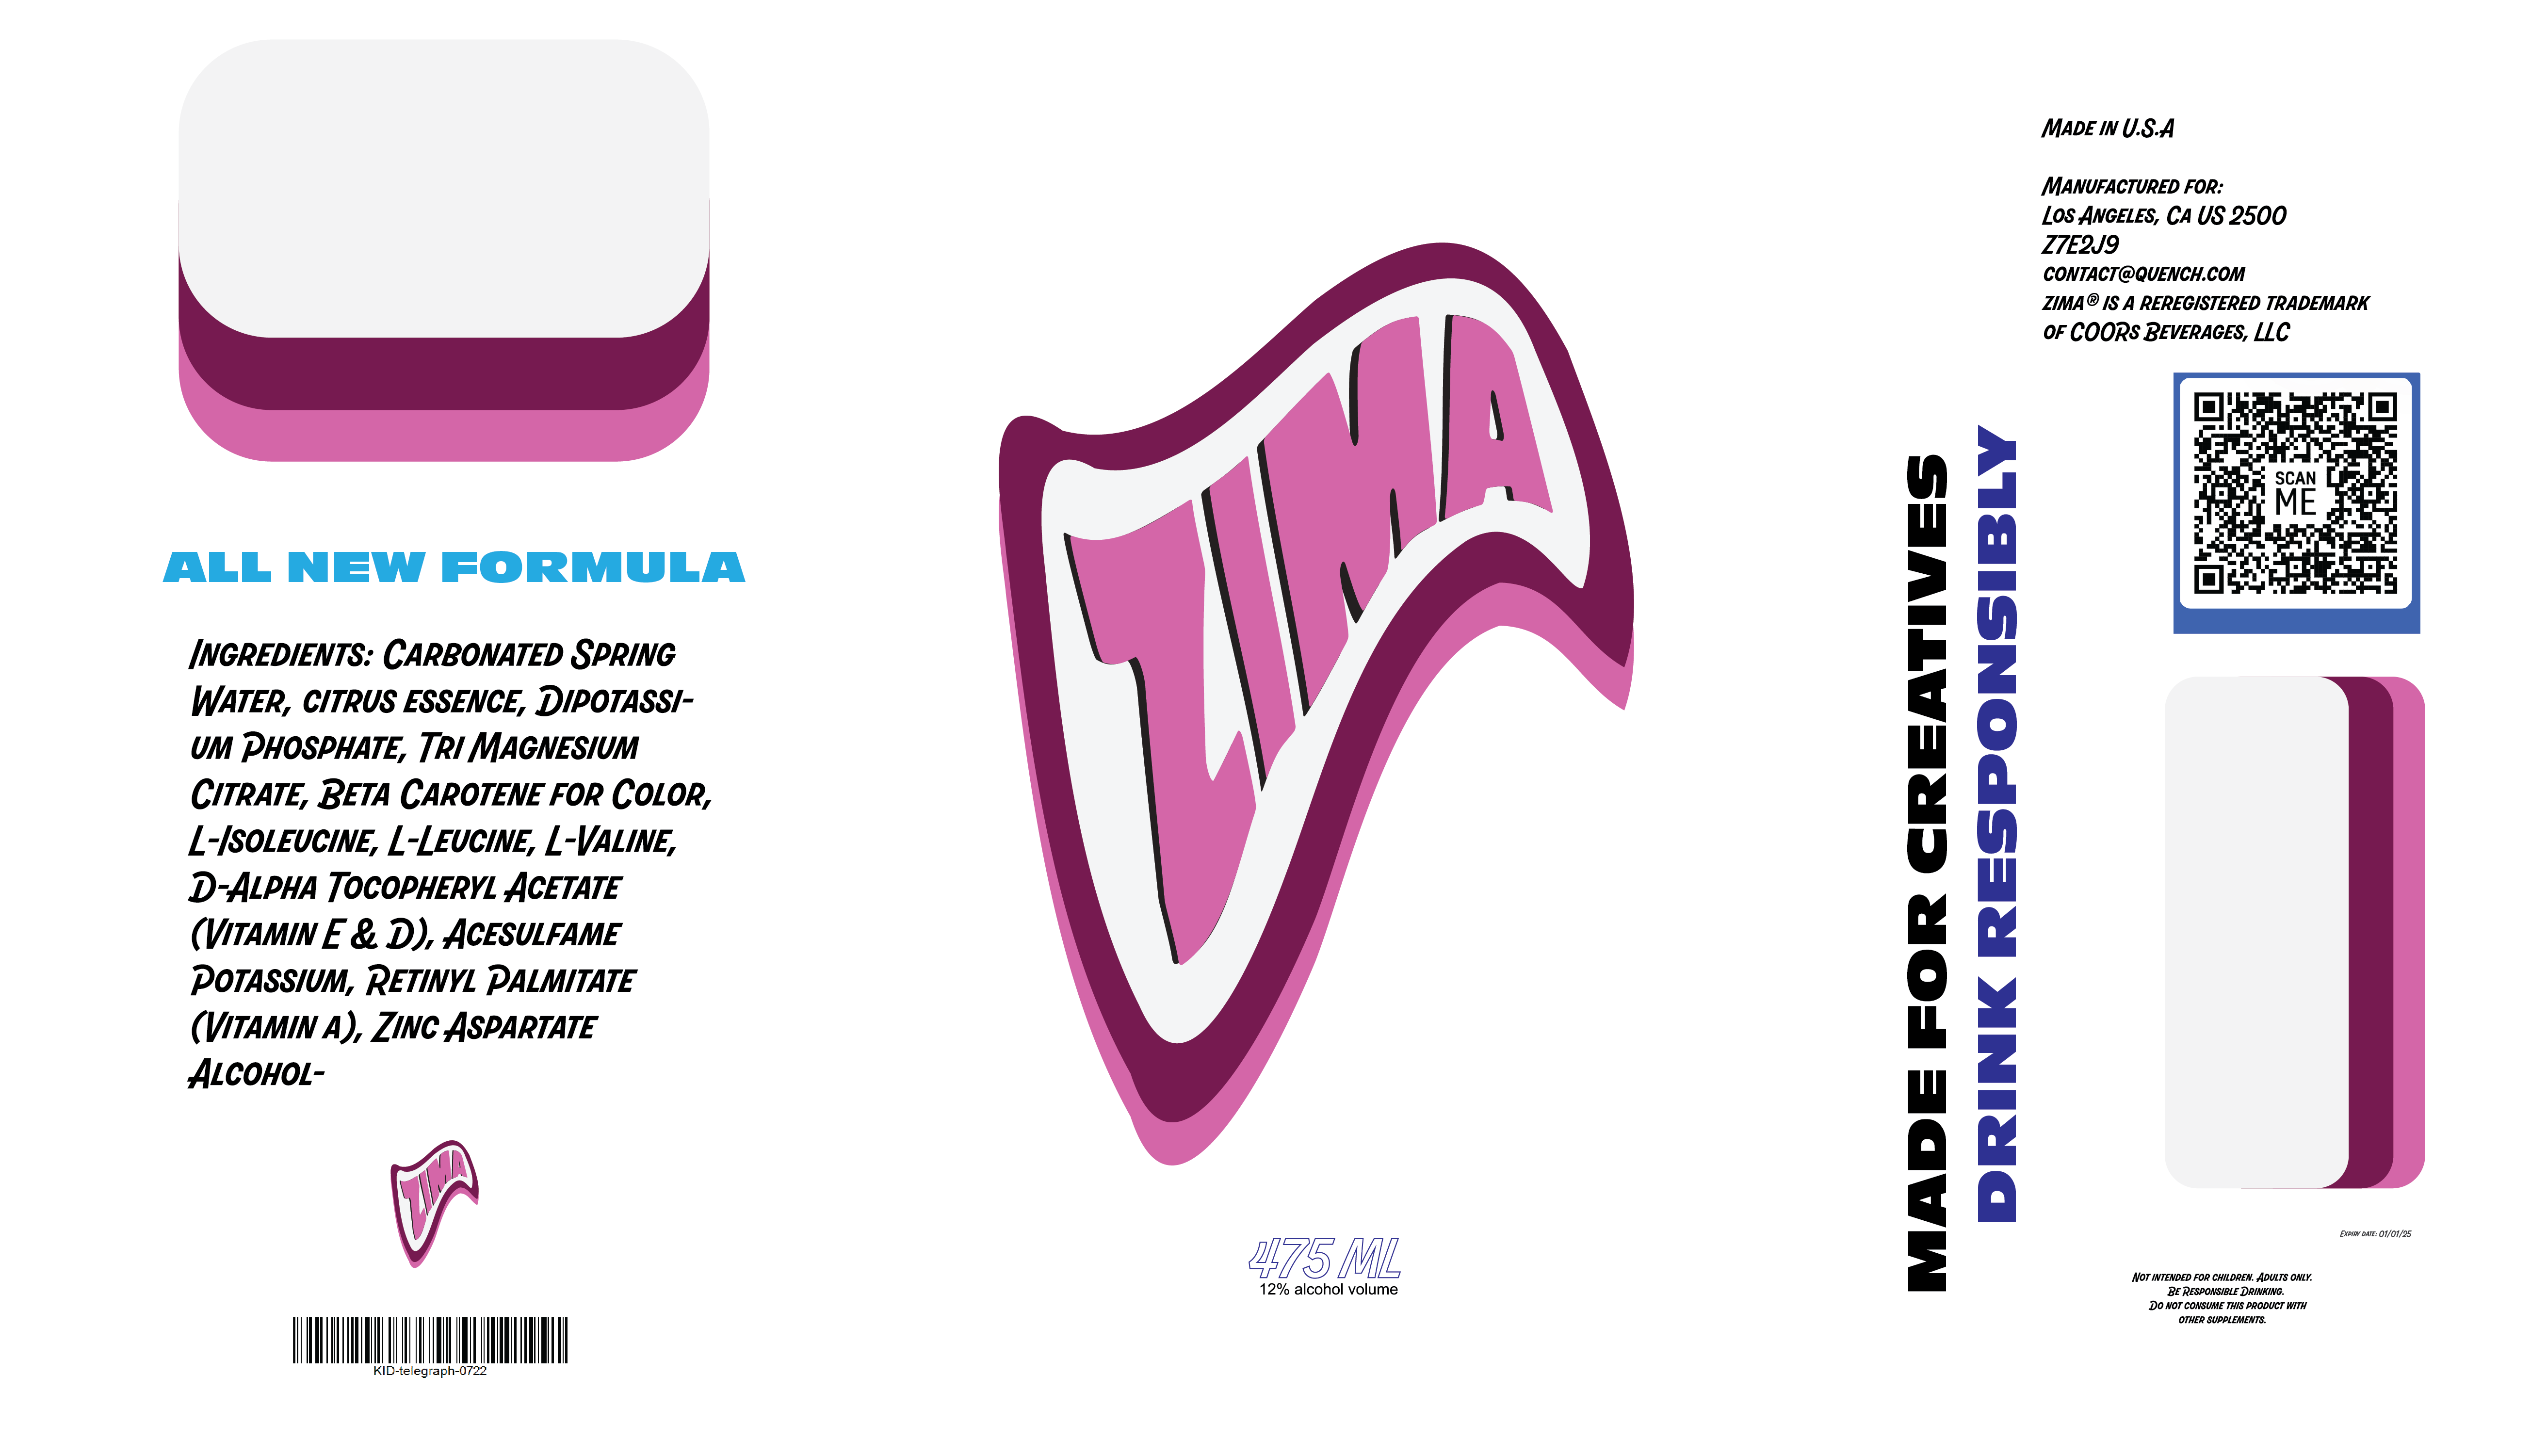 ALL NEW FORMULA
Ingredients: Carbonated Spring
Water, citrus essence, Dipotassi-
um Phosphate, Tri Magnesium
Citrate, Beta Carotene for Color,
L-Isoleucine, L-Leucine, L-Valine,
D-Alpha Tocopheryl Acetate
(Vitamin E & D), Acesulfame
Potassium, Retinyl Palmitate
(Vitamin a), Zinc Aspartate
Alcohol-
ZIMA
KID-telegraph-0722
ZIMA
475 ML
12% alcohol volume
MADE FOR CREATIVES
DRINK RESPONSIBLY
Made in U.S.A
Manufactured for:
Los Angeles, Ca US 2500
Z7E2J9
contact@quench.com
zima® is a reregistered trademark
of COORs Beverages, LLC
SCAN
ME
Expiry date: 01/01/25
Not intended for children. Adults only.
Be Responsible Drinking.
Do not consume this product with
other supplements.